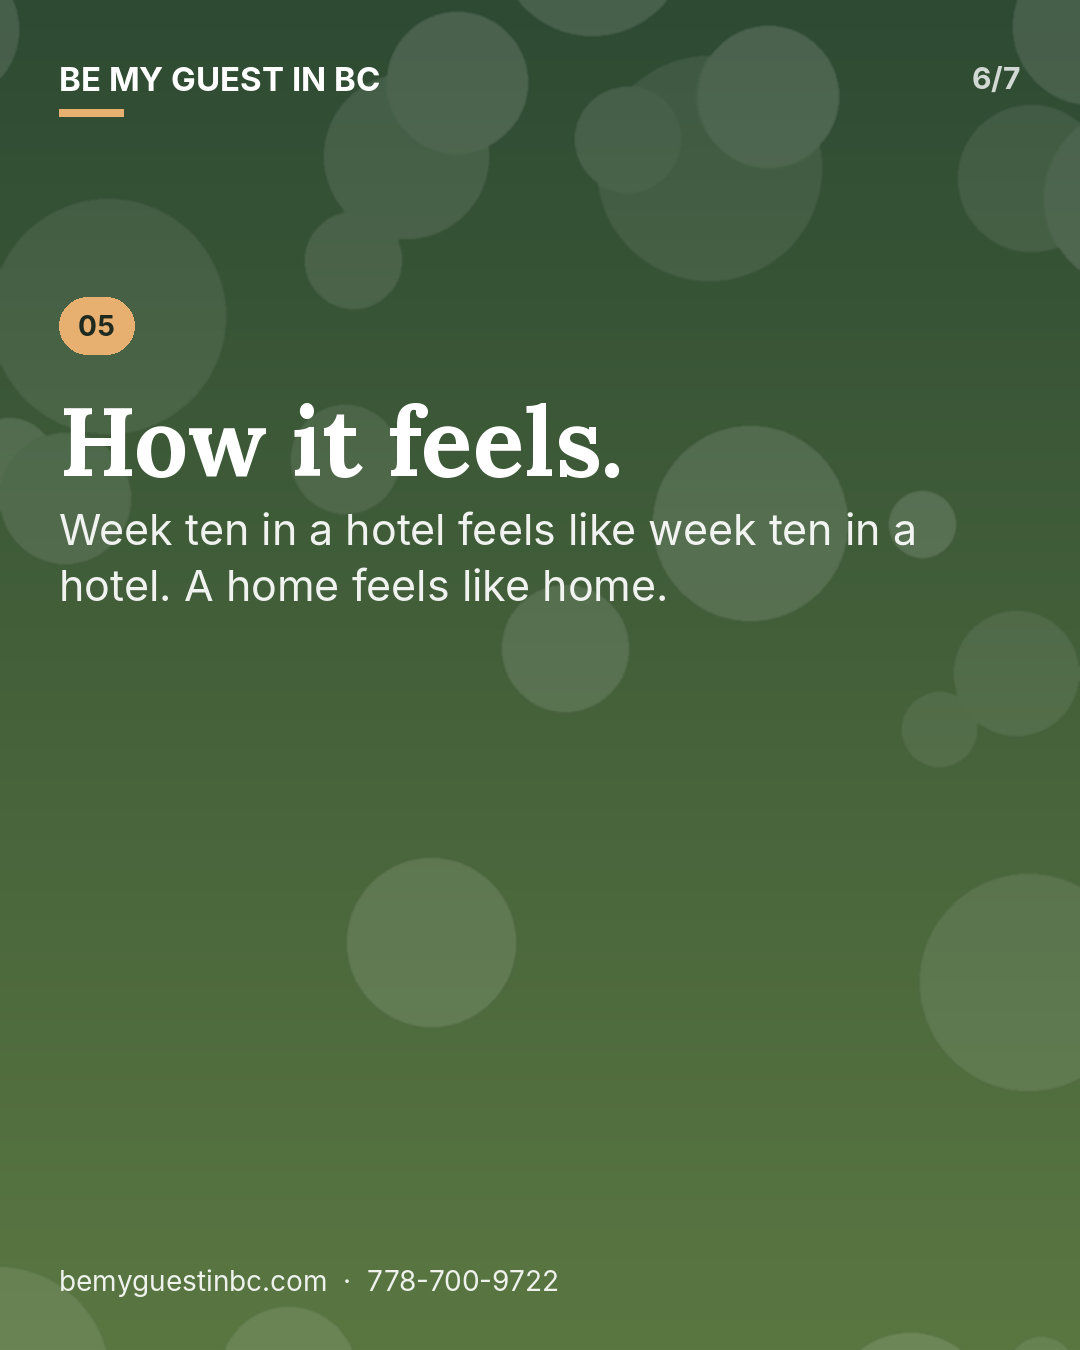 BE MY GUEST IN BC
6/7
05
How it feels.
Week ten in a hotel feels like week ten in a
hotel. A home feels like home.
bemyguestinbc.com · 778-700-9722